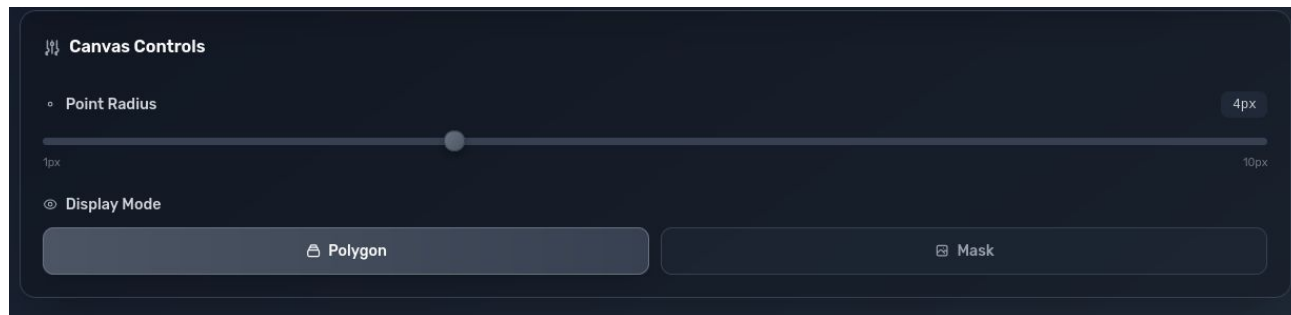 Canvas Controls
Point Radius 4px
1px 10px
Display Mode
Polygon Mask